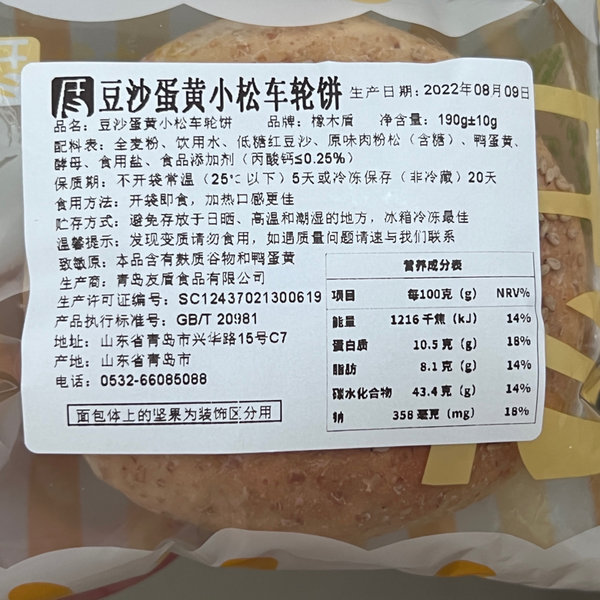 豆沙蛋黄小松车轮饼 生产日期:2022年08月09日
品名：豆沙蛋黄小松车轮饼 品牌：橡木盾 净含量：190g±10g
配料表：全麦粉、饮用水、低糖红豆沙、原味肉粉松（含糖）、鸭蛋黄、
酵母、食用盐、食品添加剂（丙酸钙≤0.25%）
保质期：不开袋常温（25℃以下）5天或冷冻保存（非冷藏）20天
食用方法：开袋即食，加热口感更佳
贮存方式：避免存放于日晒、高温和潮湿的地方，冰箱冷冻最佳
温馨提示：发现变质请勿食用，如遇质量问题请速与我们联系
致敏原：本品含有麸质谷物和鸭蛋黄
生产商：青岛友盾食品有限公司
生产许可证编号：SC12437021300619
产品执行标准号：GB/T 20981
地址：山东省青岛市兴华路15号C7
产地：山东省青岛市
电话：0532-66085088
面包体上的坚果为装饰区分用
营养成分表
项目 每100克（g） NRV%
能量 1216千焦（kJ） 14%
蛋白质 10.5克（g） 18%
脂肪 8.1克（g） 14%
碳水化合物 43.4克（g） 14%
钠 358毫克（mg） 18%